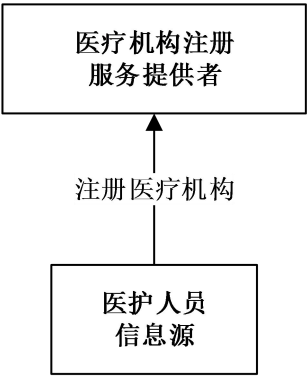 医疗机构注册
服务提供者
注册医疗机构
医护人员
信息源